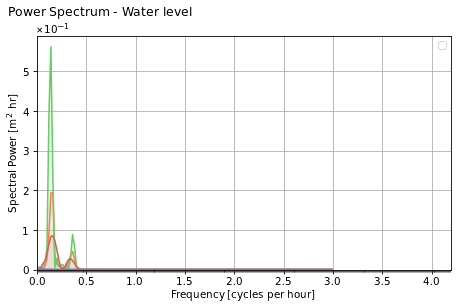 Power Spectrum - Water level
×10⁻¹
5
4
3
2
1
0
0.0 0.5 1.0 1.5 2.0 2.5 3.0 3.5 4.0
Spectral Power [m² hr]
Frequency [cycles per hour]